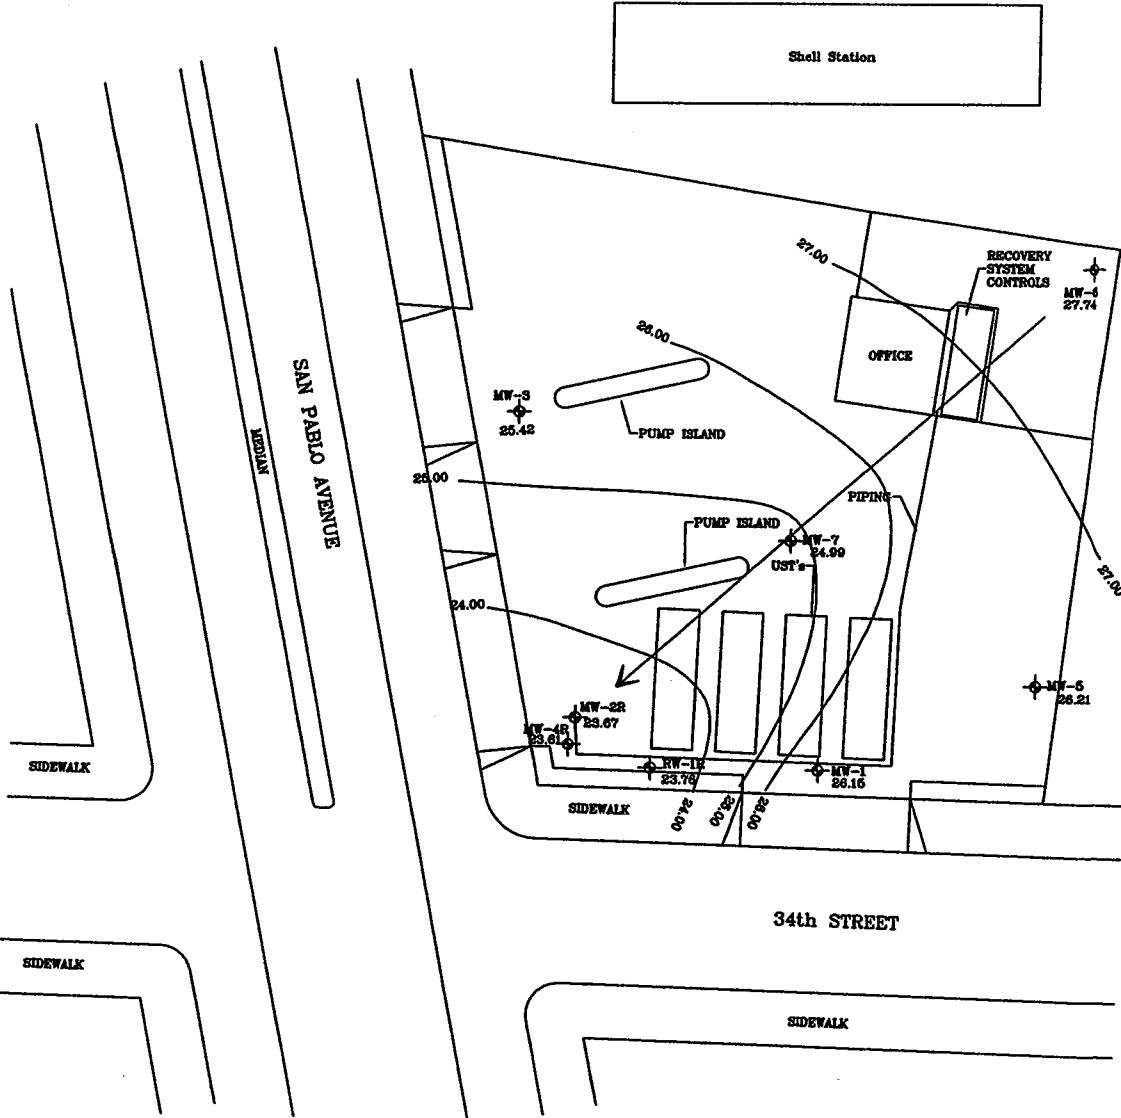 Shell Station
27.00
RECOVERY
SYSTEM
CONTROLS
MW-6
27.74
26.00
OFFICE
SAN PABLO AVENUE
MEDIAN
MW-3
25.42
PUMP ISLAND
25.00
PIPING
PUMP ISLAND
MW-7
24.99
UST's
27.00
24.00
MW-5
26.21
MW-2R
23.67
MW-4R
23.61
RW-1R
23.76
MW-1
26.15
SIDEWALK
SIDEWALK
24.00
25.00
26.00
34th STREET
SIDEWALK
SIDEWALK